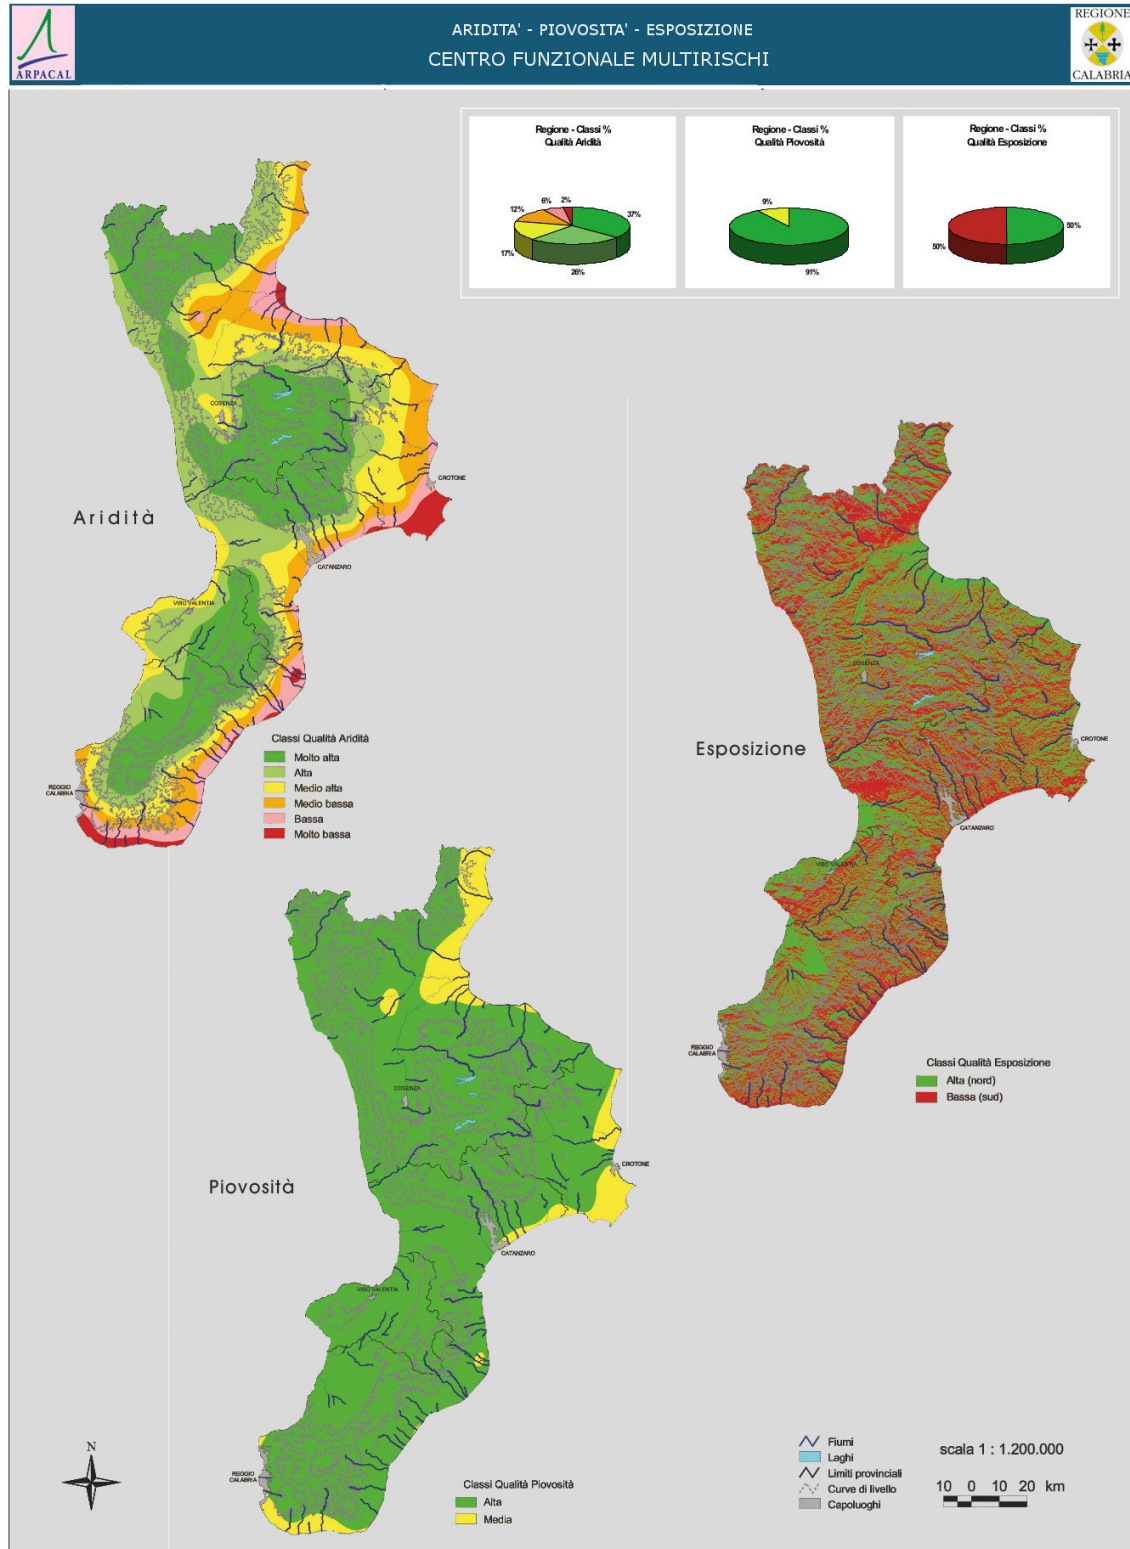 ARIDITA' - PIOVOSITA' - ESPOSIZIONE
CENTRO FUNZIONALE MULTIRISCHI
ARPACAL
REGIONE
CALABRIA
Regione - Classi %
Qualità Aridità
37%
26%
17%
12%
6%
2%
Regione - Classi %
Qualità Piovosità
9%
91%
Regione - Classi %
Qualità Esposizione
50%
50%
Aridità
COSENZA
CROTONE
CATANZARO
VIBO VALENTIA
REGGIO
CALABRIA
Classi Qualità Aridità
Molto alta
Alta
Medio alta
Medio bassa
Bassa
Molto bassa
Esposizione
COSENZA
CROTONE
CATANZARO
VIBO VALENTIA
REGGIO
CALABRIA
Classi Qualità Esposizione
Alta (nord)
Bassa (sud)
Piovosità
COSENZA
CROTONE
CATANZARO
VIBO VALENTIA
REGGIO
CALABRIA
Classi Qualità Piovosità
Alta
Media
N
Fiumi
Laghi
Limiti provinciali
Curve di livello
Capoluoghi
scala 1 : 1.200.000
10 0 10 20 km